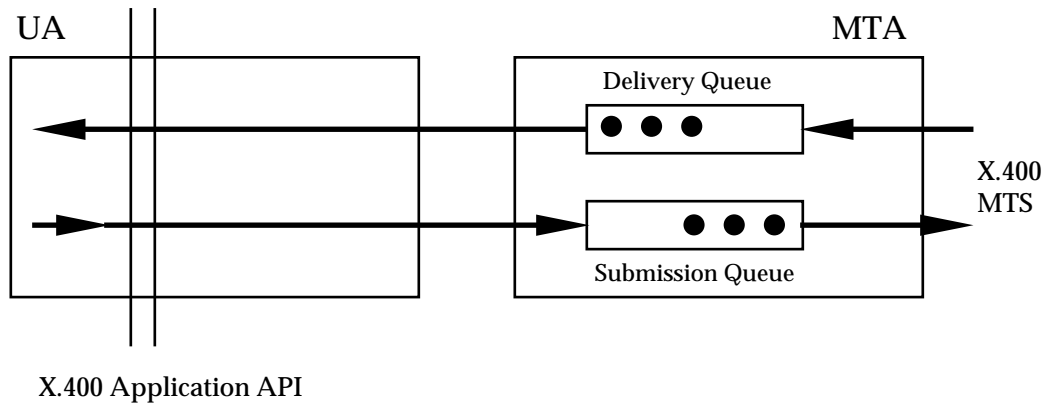 UA
MTA
Delivery Queue
X.400
MTS
Submission Queue
X.400 Application API